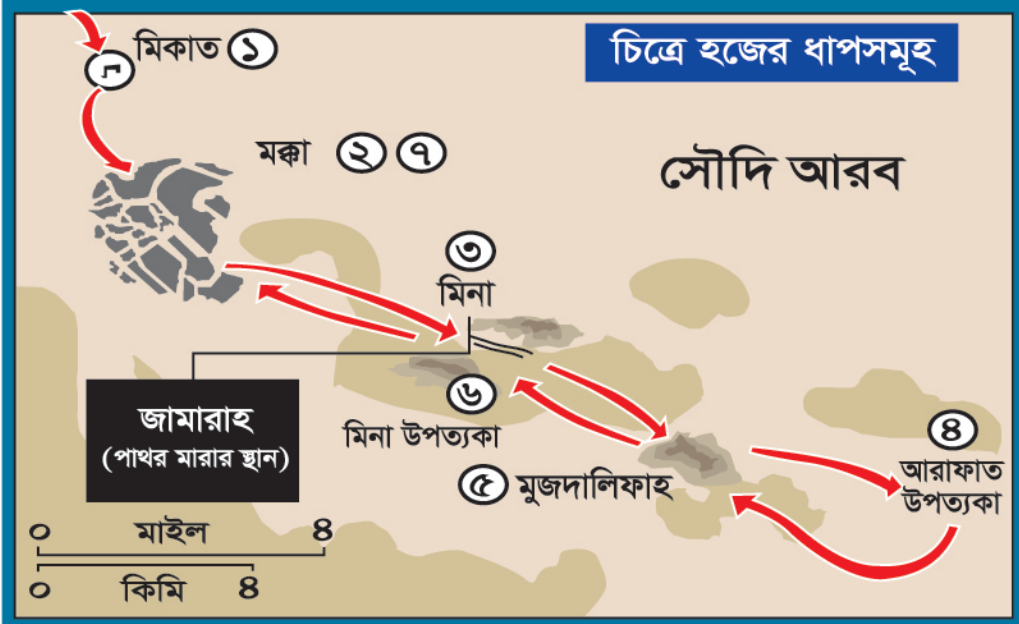 চিত্রে হজের ধাপসমূহ
মিকাত ১
৮
মক্কা ২ ৭
সৌদি আরব
৩
মিনা
জামারাহ
(পাথর মারার স্থান)
৬
মিনা উপত্যকা
৫ মুজদালিফাহ
৪
আরাফাত
উপত্যকা
০ মাইল ৪
০ কিমি ৪